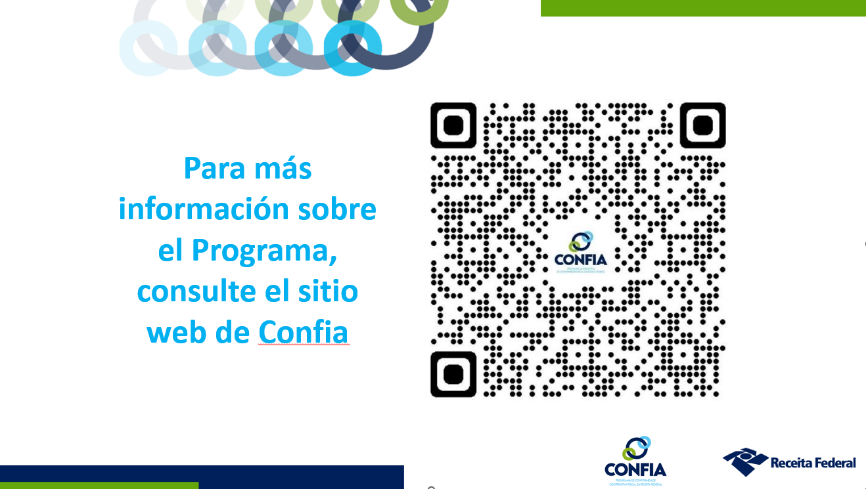 Para más
información sobre
el Programa,
consulte el sitio
web de Confia
CONFIA
CONFIA
Receita Federal